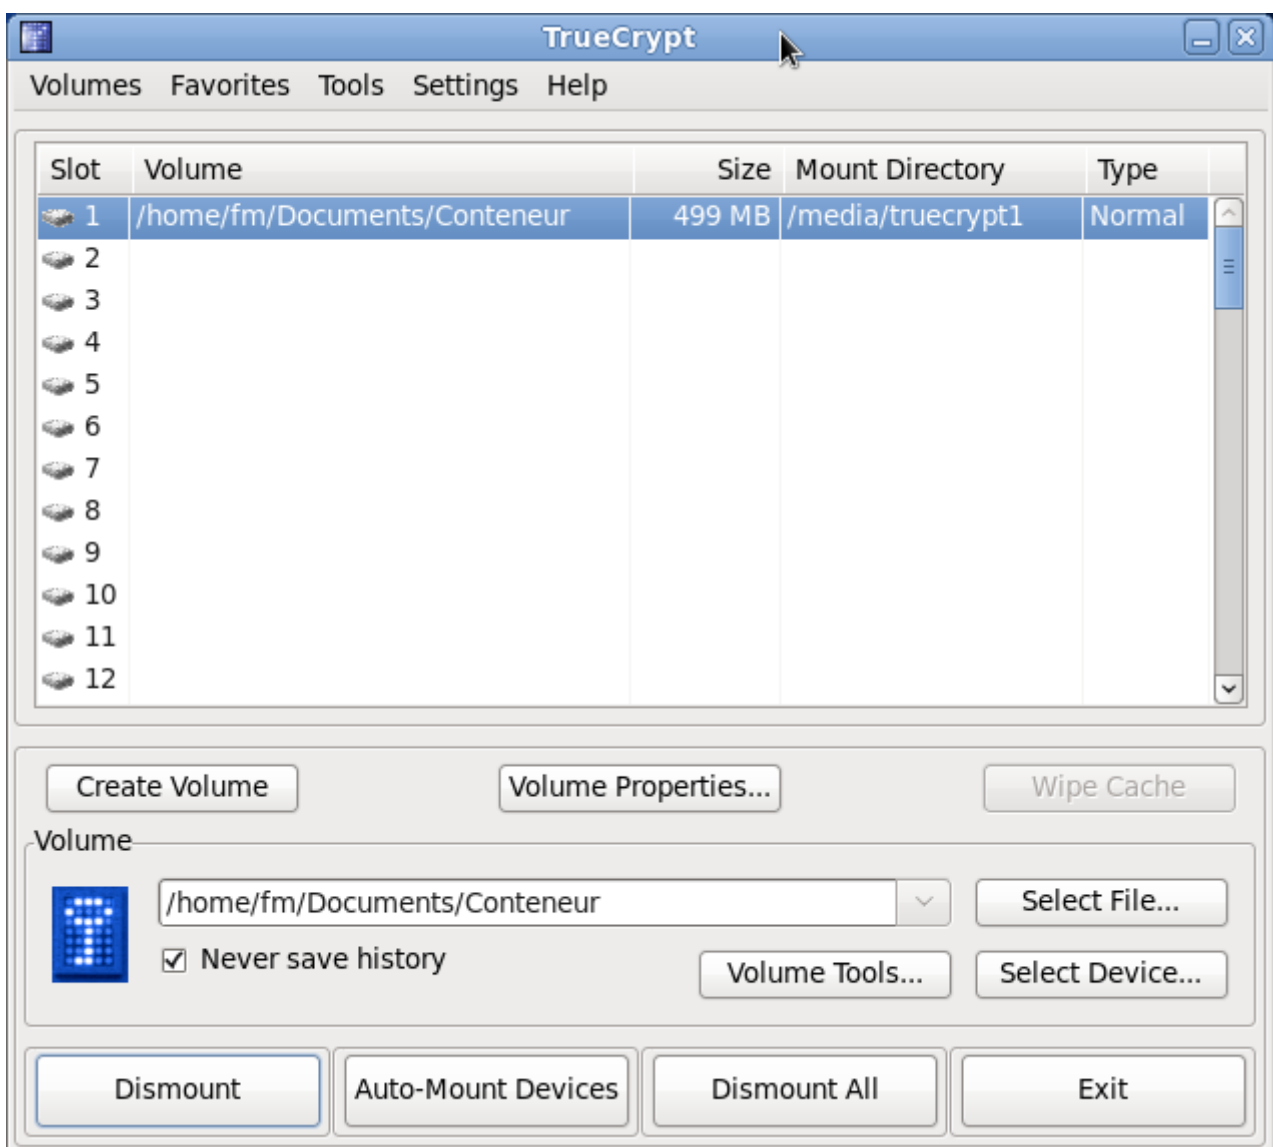 TrueCrypt
Volumes Favorites Tools Settings Help
Slot Volume Size Mount Directory Type
1 /home/fm/Documents/Conteneur 499 MB /media/truecrypt1 Normal
2
3
4
5
6
7
8
9
10
11
12
Create Volume Volume Properties... Wipe Cache
Volume
/home/fm/Documents/Conteneur Select File...
Never save history
Volume Tools... Select Device...
Dismount Auto-Mount Devices Dismount All Exit